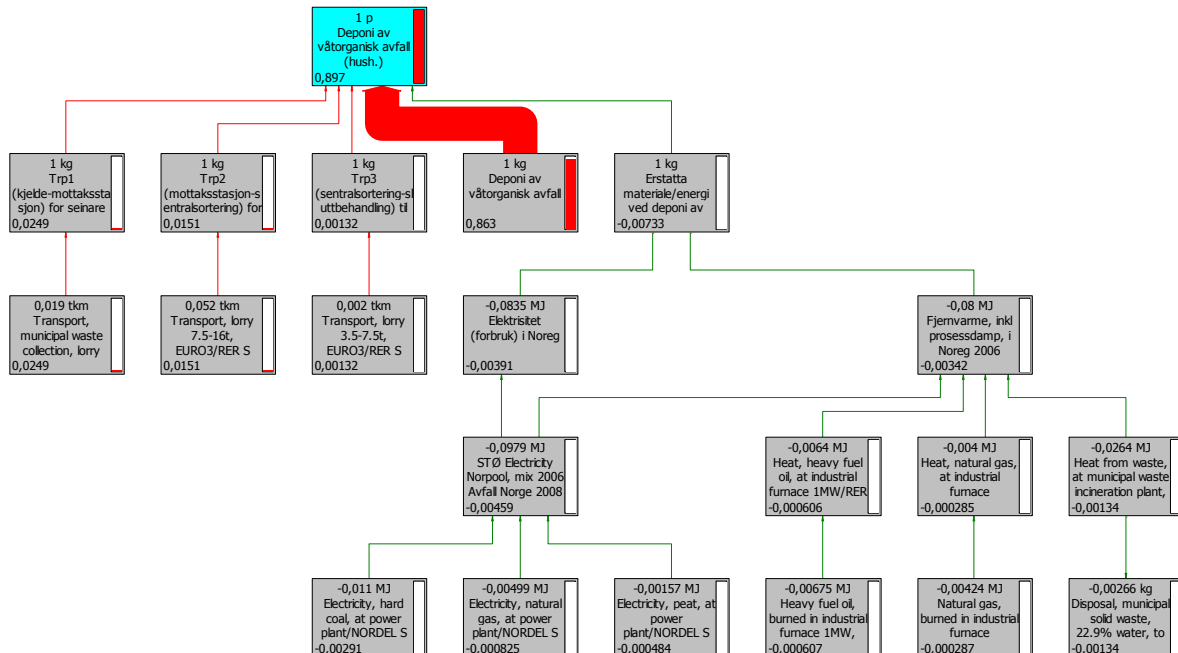 1 p
Deponi av
våtorganisk avfall
(hush.)
0,897
1 kg
Trp1
(kjelde-mottakssta
sjon) for seinare
0,0249
1 kg
Trp2
(mottaksstasjon-s
entralsortering) for
0,0151
1 kg
Trp3
(sentralsortering-sl
uttbehandling) til
0,00132
1 kg
Deponi av
våtorganisk avfall
0,863
1 kg
Erstatta
materiale/energi
ved deponi av
-0,00733
0,019 tkm
Transport,
municipal waste
collection, lorry
0,0249
0,052 tkm
Transport, lorry
7.5-16t,
EURO3/RER S
0,0151
0,002 tkm
Transport, lorry
3.5-7.5t,
EURO3/RER S
0,00132
-0,0835 MJ
Elektrisitet
(forbruk) i Noreg
-0,00391
-0,08 MJ
Fjernvarme, inkl
prosessdamp, i
Noreg 2006
-0,00342
-0,0979 MJ
STØ Electricity
Norpool, mix 2006
Avfall Norge 2008
-0,00459
-0,0064 MJ
Heat, heavy fuel
oil, at industrial
furnace 1MW/RER
-0,000606
-0,004 MJ
Heat, natural gas,
at industrial
furnace
-0,000285
-0,0264 MJ
Heat from waste,
at municipal waste
incineration plant,
-0,00134
-0,011 MJ
Electricity, hard
coal, at power
plant/NORDEL S
-0,00291
-0,00499 MJ
Electricity, natural
gas, at power
plant/NORDEL S
-0,000825
-0,00157 MJ
Electricity, peat, at
power
plant/NORDEL S
-0,000484
-0,00675 MJ
Heavy fuel oil,
burned in industrial
furnace 1MW,
-0,000607
-0,00424 MJ
Natural gas,
burned in industrial
furnace
-0,000287
-0,00266 kg
Disposal, municipal
solid waste,
22.9% water, to
-0,00134